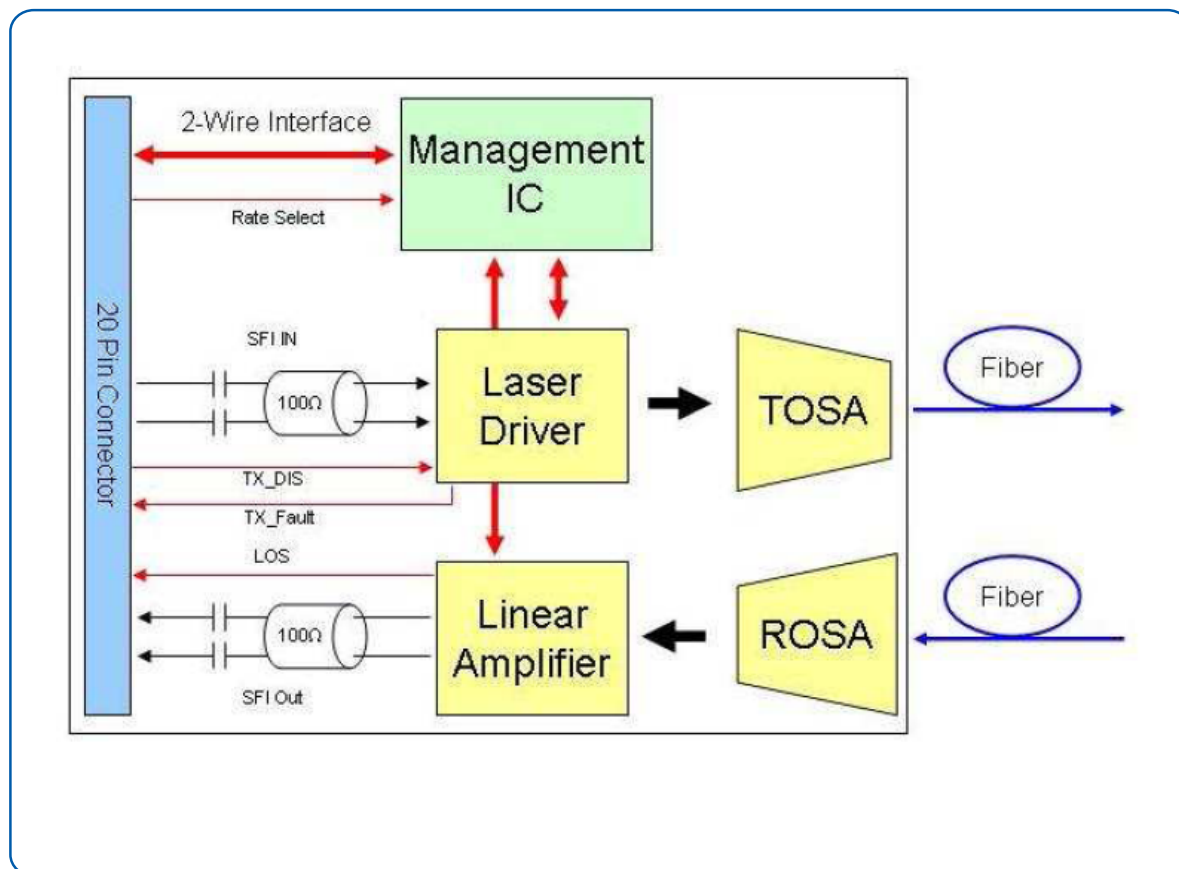 2-Wire Interface
Management
IC
Rate Select
20 Pin Connector
SFI IN
100Ω
Laser
Driver
TOSA
Fiber
TX_DIS
TX_Fault
LOS
100Ω
Linear
Amplifier
ROSA
Fiber
SFI Out